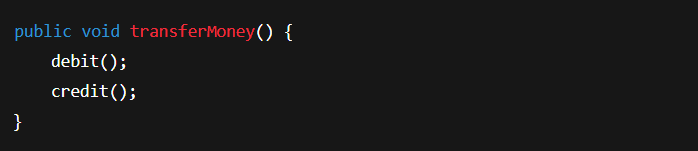 public void transferMoney() {
    debit();
    credit();
}